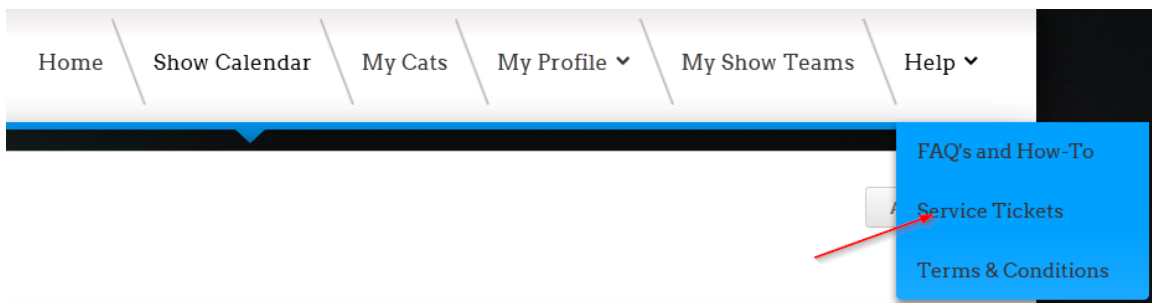 Home Show Calendar My Cats My Profile My Show Teams Help
FAQ's and How-To
Service Tickets
Terms & Conditions